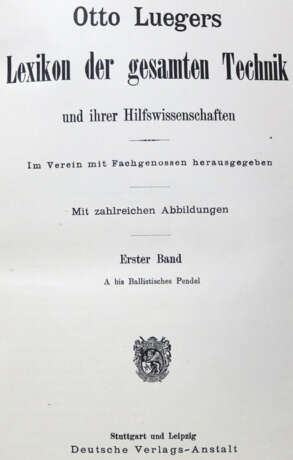 Otto Luegers
Lexikon der gesamten Technik
und ihrer Hilfswissenschaften
Im Verein mit Fachgenossen herausgegeben
Mit zahlreichen Abbildungen
Erster Band
A bis Ballistisches Pendel
Stuttgart und Leipzig
Deutsche Verlags-Anstalt